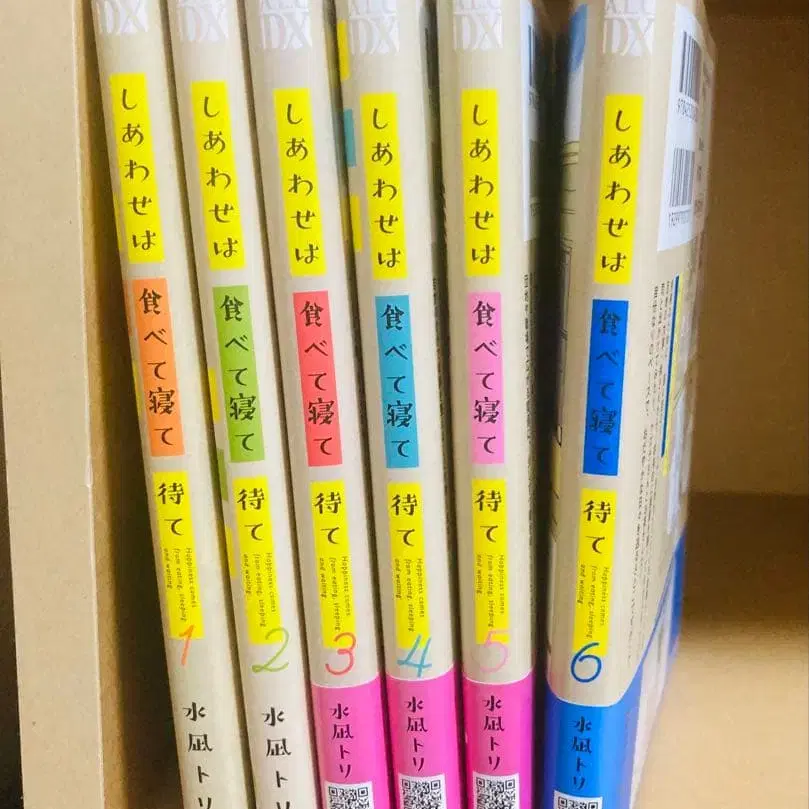 DX
しあわせは
食べて寝て
待て
Happiness comes
from eating, sleeping
and waiting.
1
水凪トリ
DX
しあわせは
食べて寝て
待て
Happiness comes
from eating, sleeping
and waiting.
2
水凪トリ
DX
しあわせは
食べて寝て
待て
Happiness comes
from eating, sleeping
and waiting.
3
水凪トリ
DX
しあわせは
食べて寝て
待て
Happiness comes
from eating, sleeping
and waiting.
4
水凪トリ
DX
しあわせは
食べて寝て
待て
Happiness comes
from eating, sleeping
and waiting.
5
水凪トリ
DX
しあわせは
食べて寝て
待て
Happiness comes
from eating, sleeping
and waiting.
6
水凪トリ